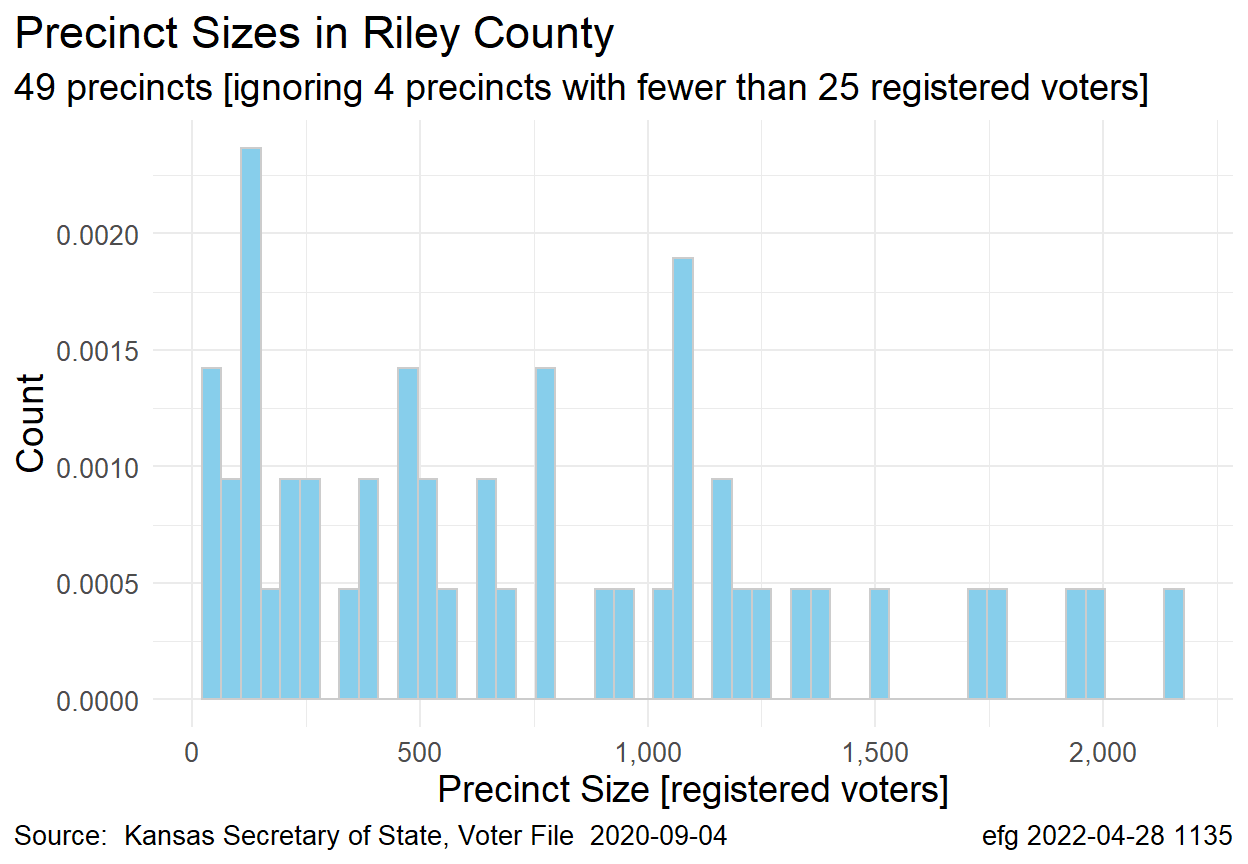 Precinct Sizes in Riley County
49 precincts [ignoring 4 precincts with fewer than 25 registered voters]
0.0020
0.0015
0.0010
0.0005
0.0000
Count
0 500 1,000 1,500 2,000
Precinct Size [registered voters]
Source:  Kansas Secretary of State, Voter File  2020-09-04 efg 2022-04-28 1135